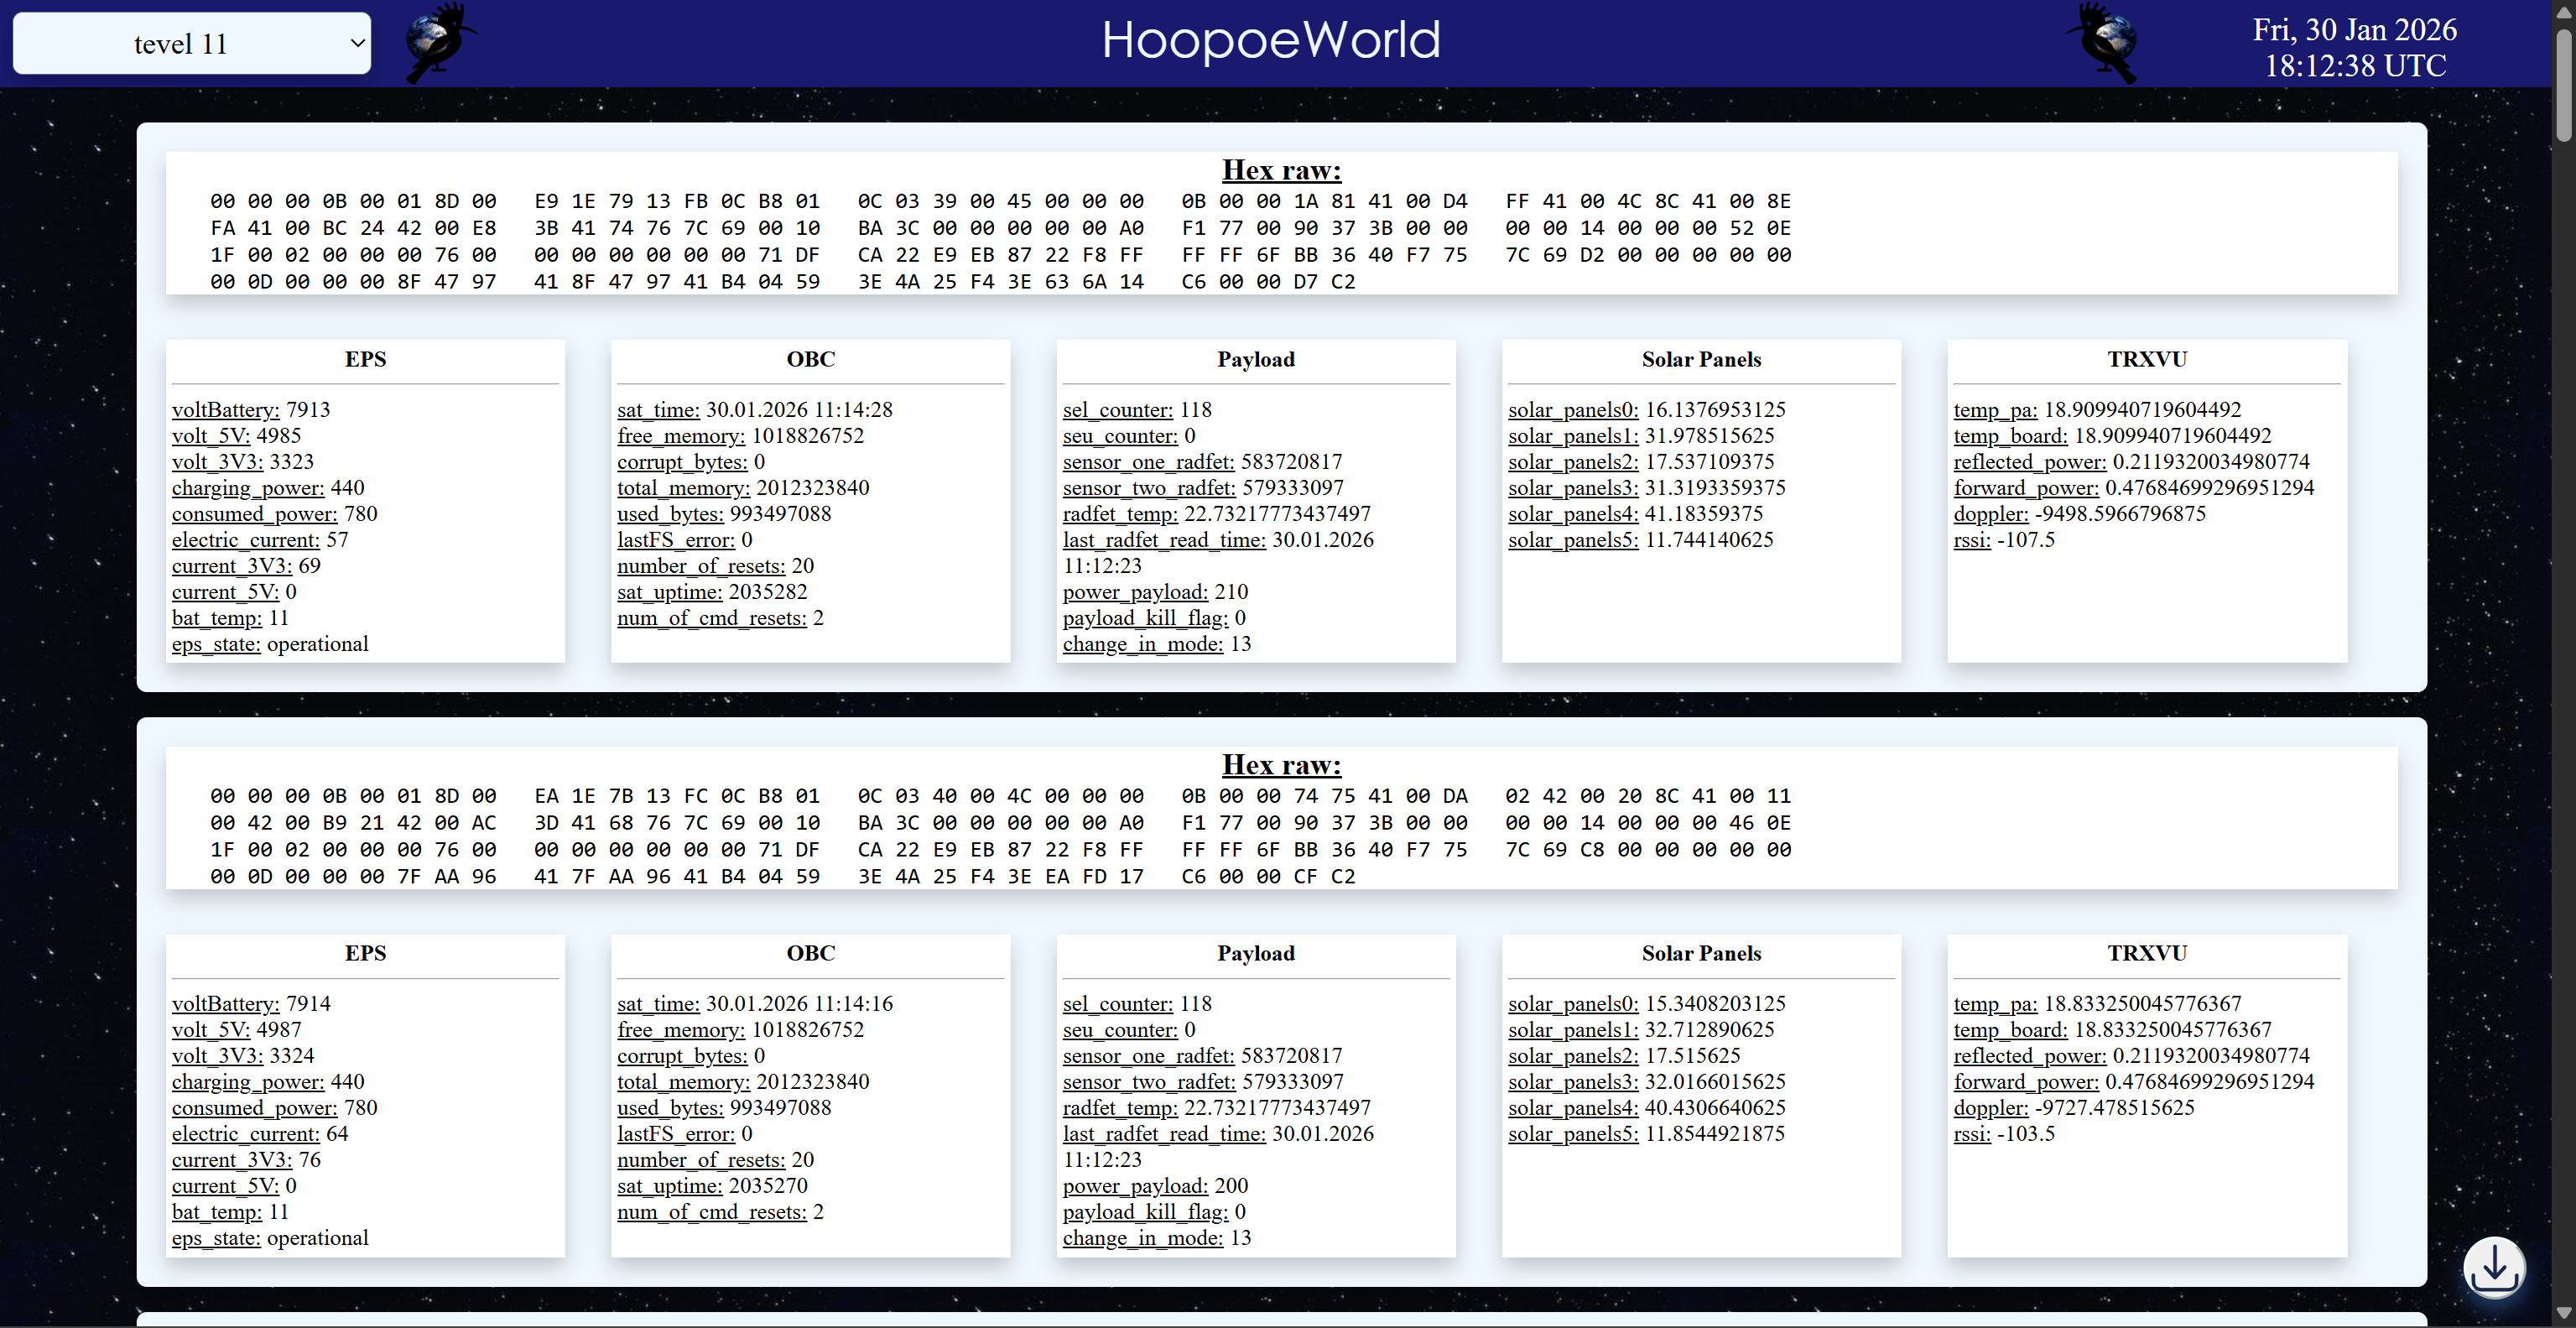 tevel 11
HoopoeWorld
Fri, 30 Jan 2026
18:12:38 UTC
Hex raw:
00 00 00 0B 00 01 8D 00 E9 1E 79 13 FB 0C B8 01 0C 03 39 00 45 00 00 00 0B 00 00 1A 81 41 00 D4 FF 41 00 4C 8C 41 00 8E
FA 41 00 BC 24 42 00 E8 3B 41 74 76 7C 69 00 10 BA 3C 00 00 00 00 00 A0 F1 77 00 90 37 3B 00 00 00 00 14 00 00 00 52 0E
1F 00 02 00 00 00 76 00 00 00 00 00 00 00 71 DF CA 22 E9 EB 87 22 F8 FF FF FF 6F BB 36 40 F7 75 7C 69 D2 00 00 00 00 00
00 0D 00 00 00 8F 47 97 41 8F 47 97 41 B4 04 59 3E 4A 25 F4 3E 63 6A 14 C6 00 00 D7 C2
EPS
voltBattery: 7913
volt_5V: 4985
volt_3V3: 3323
charging_power: 440
consumed_power: 780
electric_current: 57
current_3V3: 69
current_5V: 0
bat_temp: 11
eps_state: operational
OBC
sat_time: 30.01.2026 11:14:28
free_memory: 1018826752
corrupt_bytes: 0
total_memory: 2012323840
used_bytes: 993497088
lastFS_error: 0
number_of_resets: 20
sat_uptime: 2035282
num_of_cmd_resets: 2
Payload
sel_counter: 118
seu_counter: 0
sensor_one_radfet: 583720817
sensor_two_radfet: 579333097
radfet_temp: 22.73217773437497
last_radfet_read_time: 30.01.2026
11:12:23
power_payload: 210
payload_kill_flag: 0
change_in_mode: 13
Solar Panels
solar_panels0: 16.1376953125
solar_panels1: 31.978515625
solar_panels2: 17.537109375
solar_panels3: 31.3193359375
solar_panels4: 41.18359375
solar_panels5: 11.744140625
TRXVU
temp_pa: 18.909940719604492
temp_board: 18.909940719604492
reflected_power: 0.2119320034980774
forward_power: 0.47684699296951294
doppler: -9498.5966796875
rssi: -107.5
Hex raw:
00 00 00 0B 00 01 8D 00 EA 1E 7B 13 FC 0C B8 01 0C 03 40 00 4C 00 00 00 0B 00 00 74 75 41 00 DA 02 42 00 20 8C 41 00 11
00 42 00 B9 21 42 00 AC 3D 41 68 76 7C 69 00 10 BA 3C 00 00 00 00 00 A0 F1 77 00 90 37 3B 00 00 00 00 14 00 00 00 46 0E
1F 00 02 00 00 00 76 00 00 00 00 00 00 00 71 DF CA 22 E9 EB 87 22 F8 FF FF FF 6F BB 36 40 F7 75 7C 69 C8 00 00 00 00 00
00 0D 00 00 00 7F AA 96 41 7F AA 96 41 B4 04 59 3E 4A 25 F4 3E EA FD 17 C6 00 00 CF C2
EPS
voltBattery: 7914
volt_5V: 4987
volt_3V3: 3324
charging_power: 440
consumed_power: 780
electric_current: 64
current_3V3: 76
current_5V: 0
bat_temp: 11
eps_state: operational
OBC
sat_time: 30.01.2026 11:14:16
free_memory: 1018826752
corrupt_bytes: 0
total_memory: 2012323840
used_bytes: 993497088
lastFS_error: 0
number_of_resets: 20
sat_uptime: 2035270
num_of_cmd_resets: 2
Payload
sel_counter: 118
seu_counter: 0
sensor_one_radfet: 583720817
sensor_two_radfet: 579333097
radfet_temp: 22.73217773437497
last_radfet_read_time: 30.01.2026
11:12:23
power_payload: 200
payload_kill_flag: 0
change_in_mode: 13
Solar Panels
solar_panels0: 15.3408203125
solar_panels1: 32.712890625
solar_panels2: 17.515625
solar_panels3: 32.0166015625
solar_panels4: 40.4306640625
solar_panels5: 11.8544921875
TRXVU
temp_pa: 18.833250045776367
temp_board: 18.833250045776367
reflected_power: 0.2119320034980774
forward_power: 0.47684699296951294
doppler: -9727.478515625
rssi: -103.5